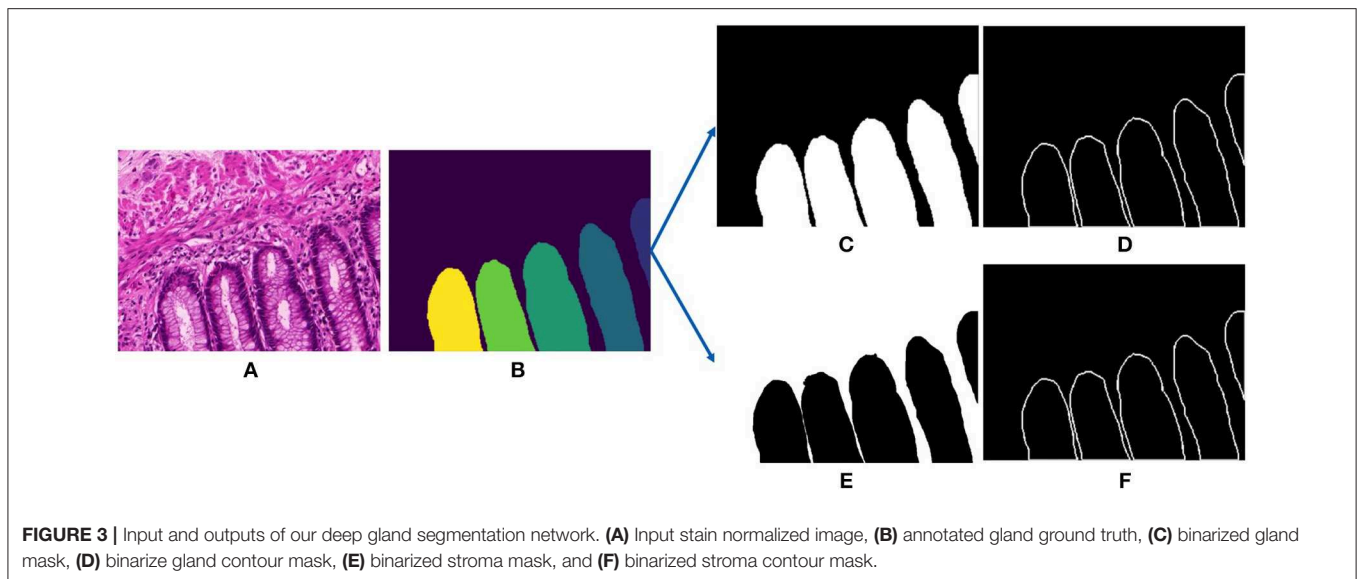 C
D
A
B
E
F
FIGURE 3 | Input and outputs of our deep gland segmentation network. (A) Input stain normalized image, (B) annotated gland ground truth, (C) binarized gland
mask, (D) binarize gland contour mask, (E) binarized stroma mask, and (F) binarized stroma contour mask.